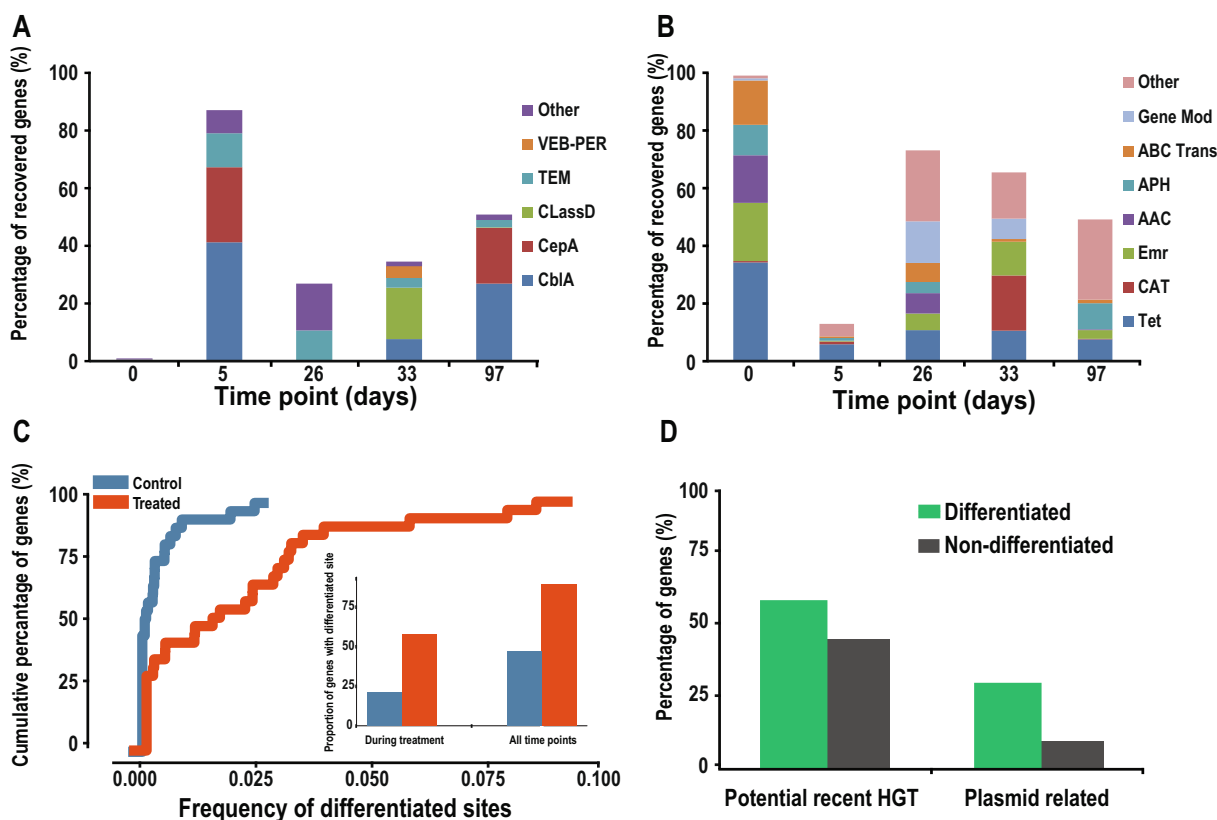 A
Percentage of recovered genes (%)
100
80
60
40
20
0
0
5
26
33
97
Time point (days)
Other
VEB-PER
TEM
CLassD
CepA
CblA
B
Percentage of recovered genes (%)
100
80
60
40
20
0
0
5
26
33
97
Time point (days)
Other
Gene Mod
ABC Trans
APH
AAC
Emr
CAT
Tet
C
Cumulative percentage of genes (%)
100
75
50
25
0
Control
Treated
0.000
0.025
0.050
0.075
0.100
Frequency of differentiated sites
Proportion of genes with differentiated site
75
50
25
0
During treatment
All time points
D
Percentage of genes (%)
100
75
50
25
0
Differentiated
Non-differentiated
Potential recent HGT
Plasmid related